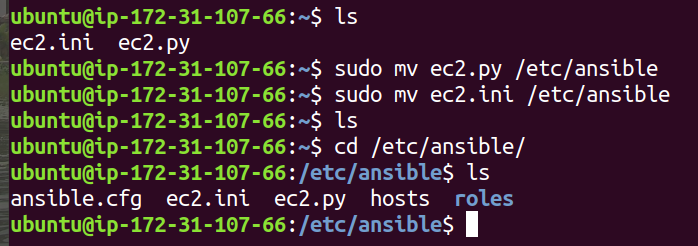 ubuntu@ip-172-31-107-66:~$ ls
ec2.ini  ec2.py
ubuntu@ip-172-31-107-66:~$ sudo mv ec2.py /etc/ansible
ubuntu@ip-172-31-107-66:~$ sudo mv ec2.ini /etc/ansible
ubuntu@ip-172-31-107-66:~$ ls
ubuntu@ip-172-31-107-66:~$ cd /etc/ansible/
ubuntu@ip-172-31-107-66:/etc/ansible$ ls
ansible.cfg  ec2.ini  ec2.py  hosts  roles
ubuntu@ip-172-31-107-66:/etc/ansible$